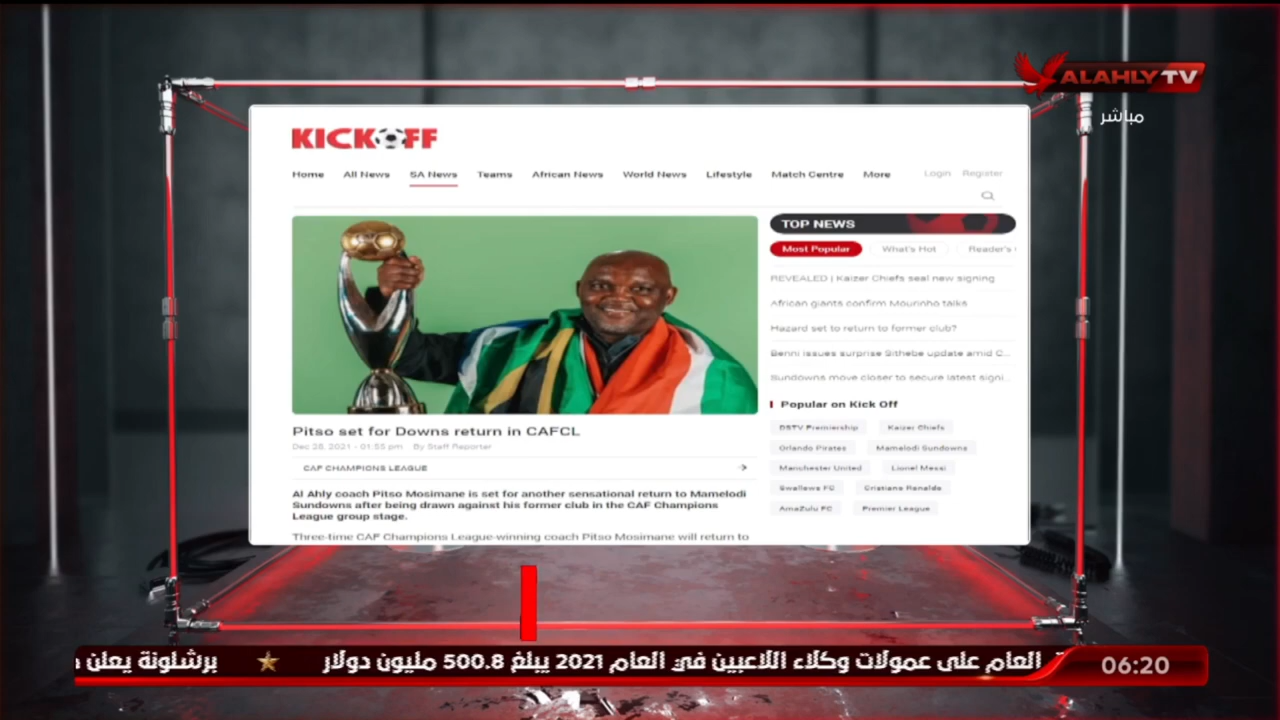 ALAHLY TV
مباشر
KICKOFF
Home All News SA News Teams African News World News Lifestyle Match Centre More Login Register
TOP NEWS
Most Popular What's Hot Reader's
REVEALED | Kaizer Chiefs seal new signing
African giants confirm Mourinho talks
Hazard set to return to former club?
Benni issues surprise Sithebe update amid C...
Sundowns move closer to secure latest signi...
Popular on Kick Off
DSTV Premiership Kaizer Chiefs
Orlando Pirates Mamelodi Sundowns
Manchester United Lionel Messi
Swallows FC Cristiano Ronaldo
AmaZulu FC Premier League
Pitso set for Downs return in CAFCL
Dec 28, 2021 - 01:55 pm By Staff Reporter
CAF CHAMPIONS LEAGUE
Al Ahly coach Pitso Mosimane is set for another sensational return to Mamelodi
Sundowns after being drawn against his former club in the CAF Champions
League group stage.
Three-time CAF Champions League-winning coach Pitso Mosimane will return to
العام على عمولات وكلاء اللاعبين في العام 2021 يبلغ 500.8 مليون دولار برشلونة يعلن
06:20